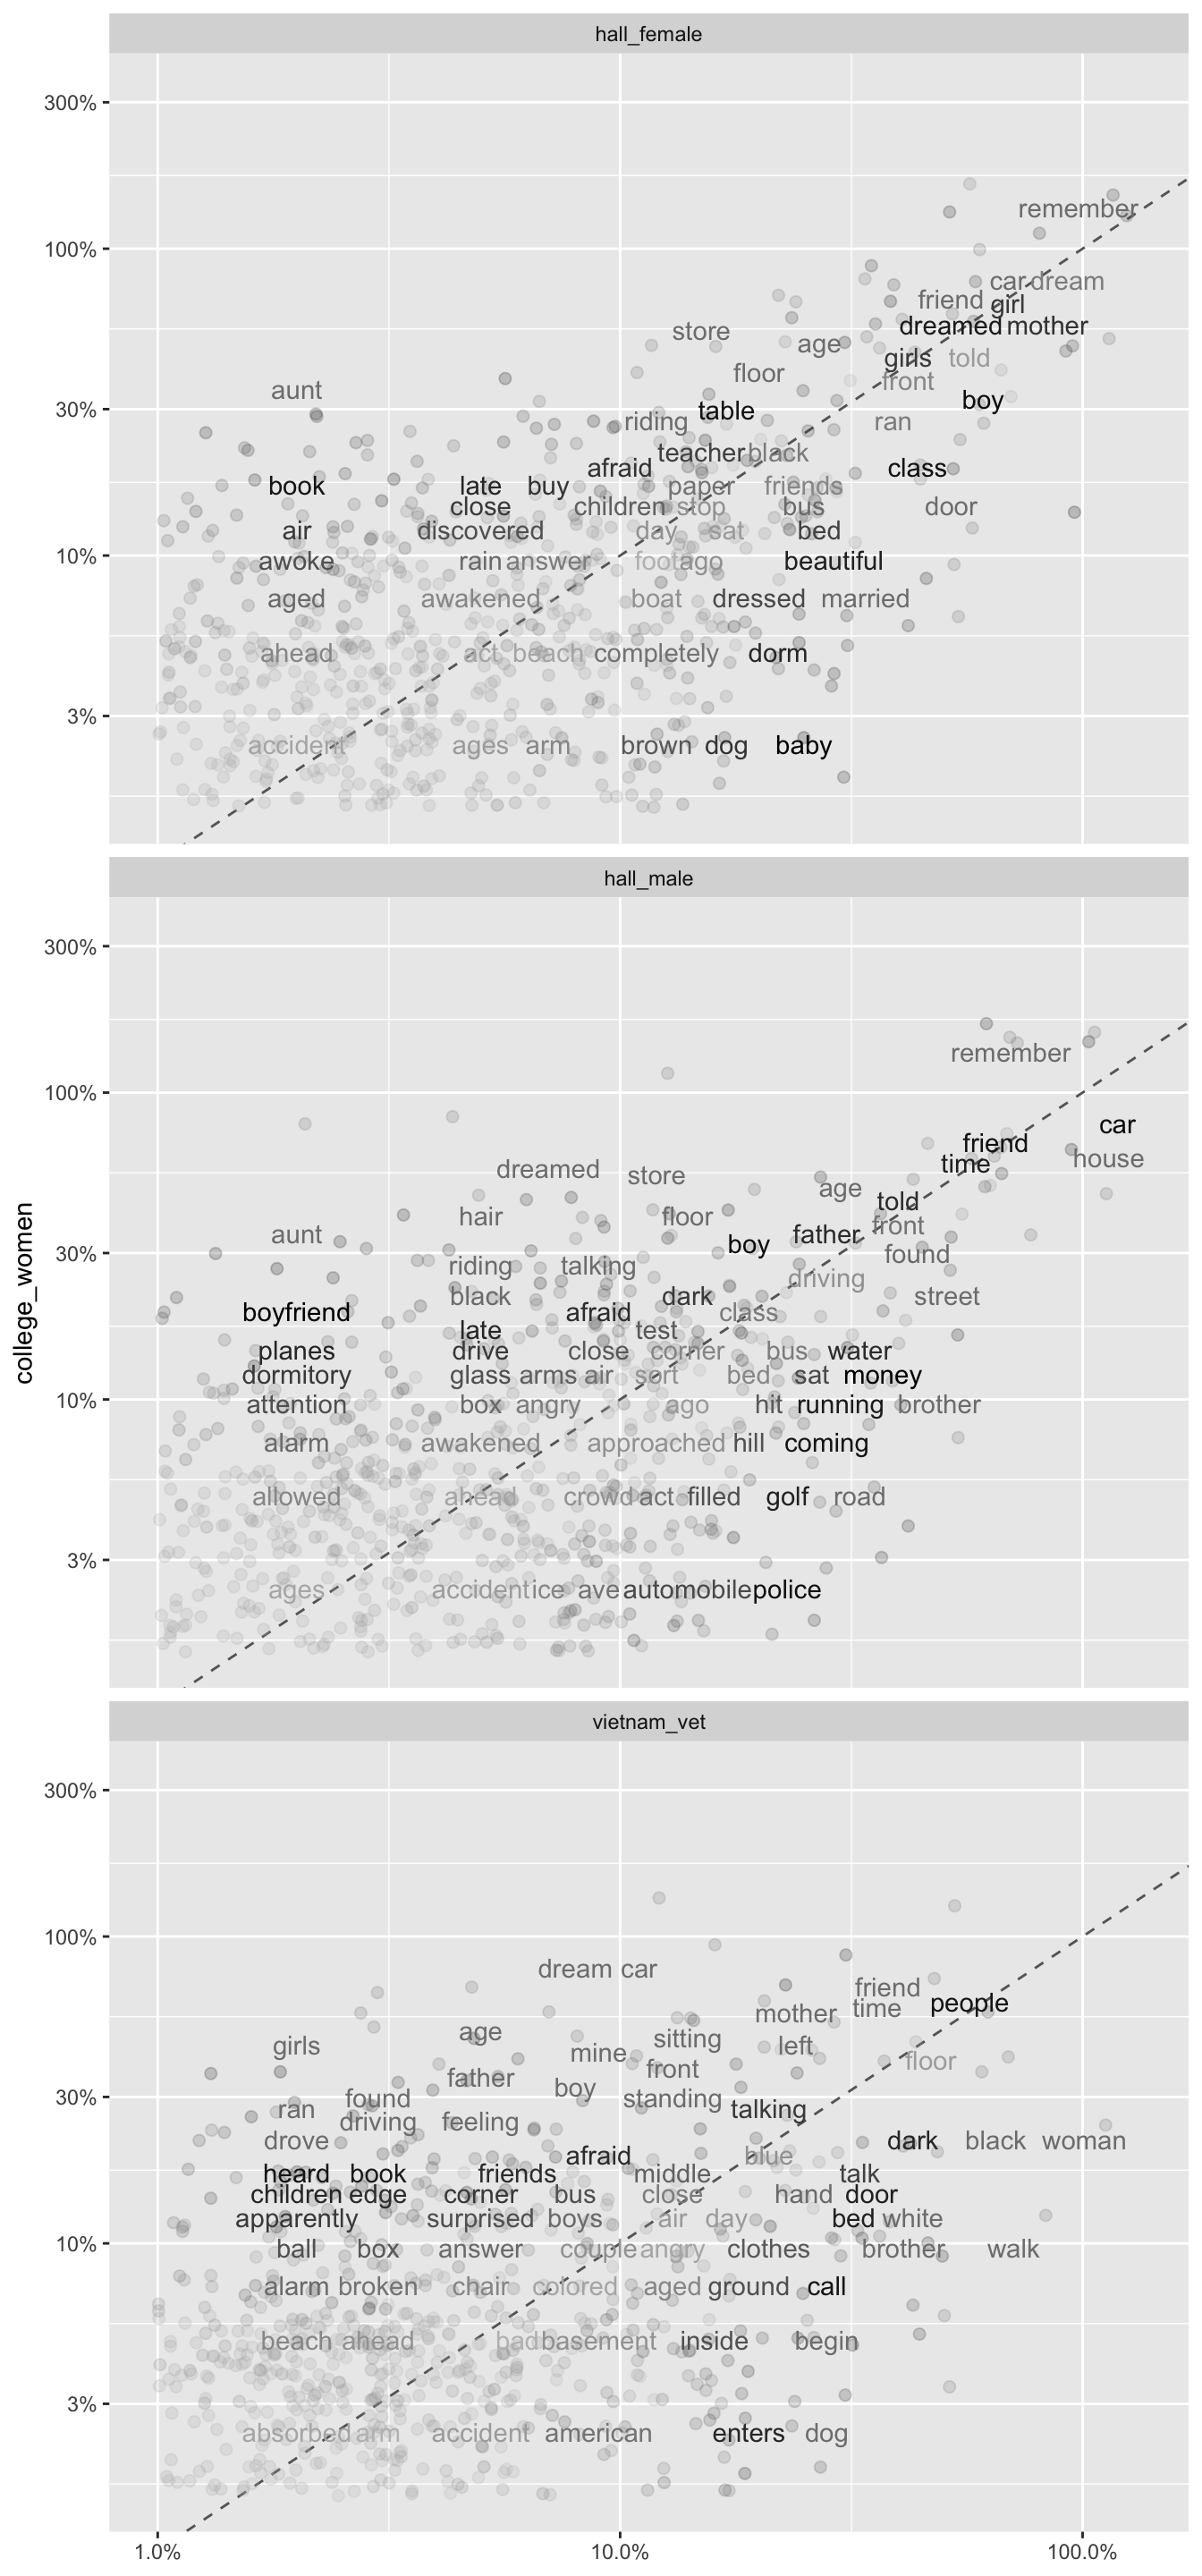 hall_female
300%
remember
100%
car dream
friend girl
dreamed mother
store
age
girls told
floor
front
aunt
boy
30%
table
riding
ran
teacher black
afraid
class
book late buy paper friends
close children stop bus door
air discovered day sat bed
10%
awoke rain answer foot ago beautiful
aged awakened boat dressed married
ahead act beach completely dorm
3%
accident ages arm brown dog baby
hall_male
300%
remember
100%
car
friend
time
house
dreamed
store
age
told
hair
floor
front
aunt
father
boy
30%
found
riding talking
driving
black dark street
boyfriend afraid class
late test
planes drive close corner bus water
dormitory glass arms air sort bed sat money
10%
attention box angry ago hit running brother
alarm awakened approached hill coming
allowed ahead crowd act filled golf road
3%
ages accident ice ave automobile police
college_women
vietnam_vet
300%
100%
dream car
friend
people
time
mother
age
sitting
girls
left
mine
floor
front
father
boy
30%
found
standing
ran
talking
driving feeling
drove
dark black woman
afraid
blue
heard book friends middle talk
children edge corner bus close hand door
apparently surprised boys air day bed white
10%
ball box answer couple angry clothes brother walk
alarm broken chair colored aged ground call
beach ahead bad basement inside begin
3%
absorbed arm accident american enters dog
1.0% 10.0% 100.0%